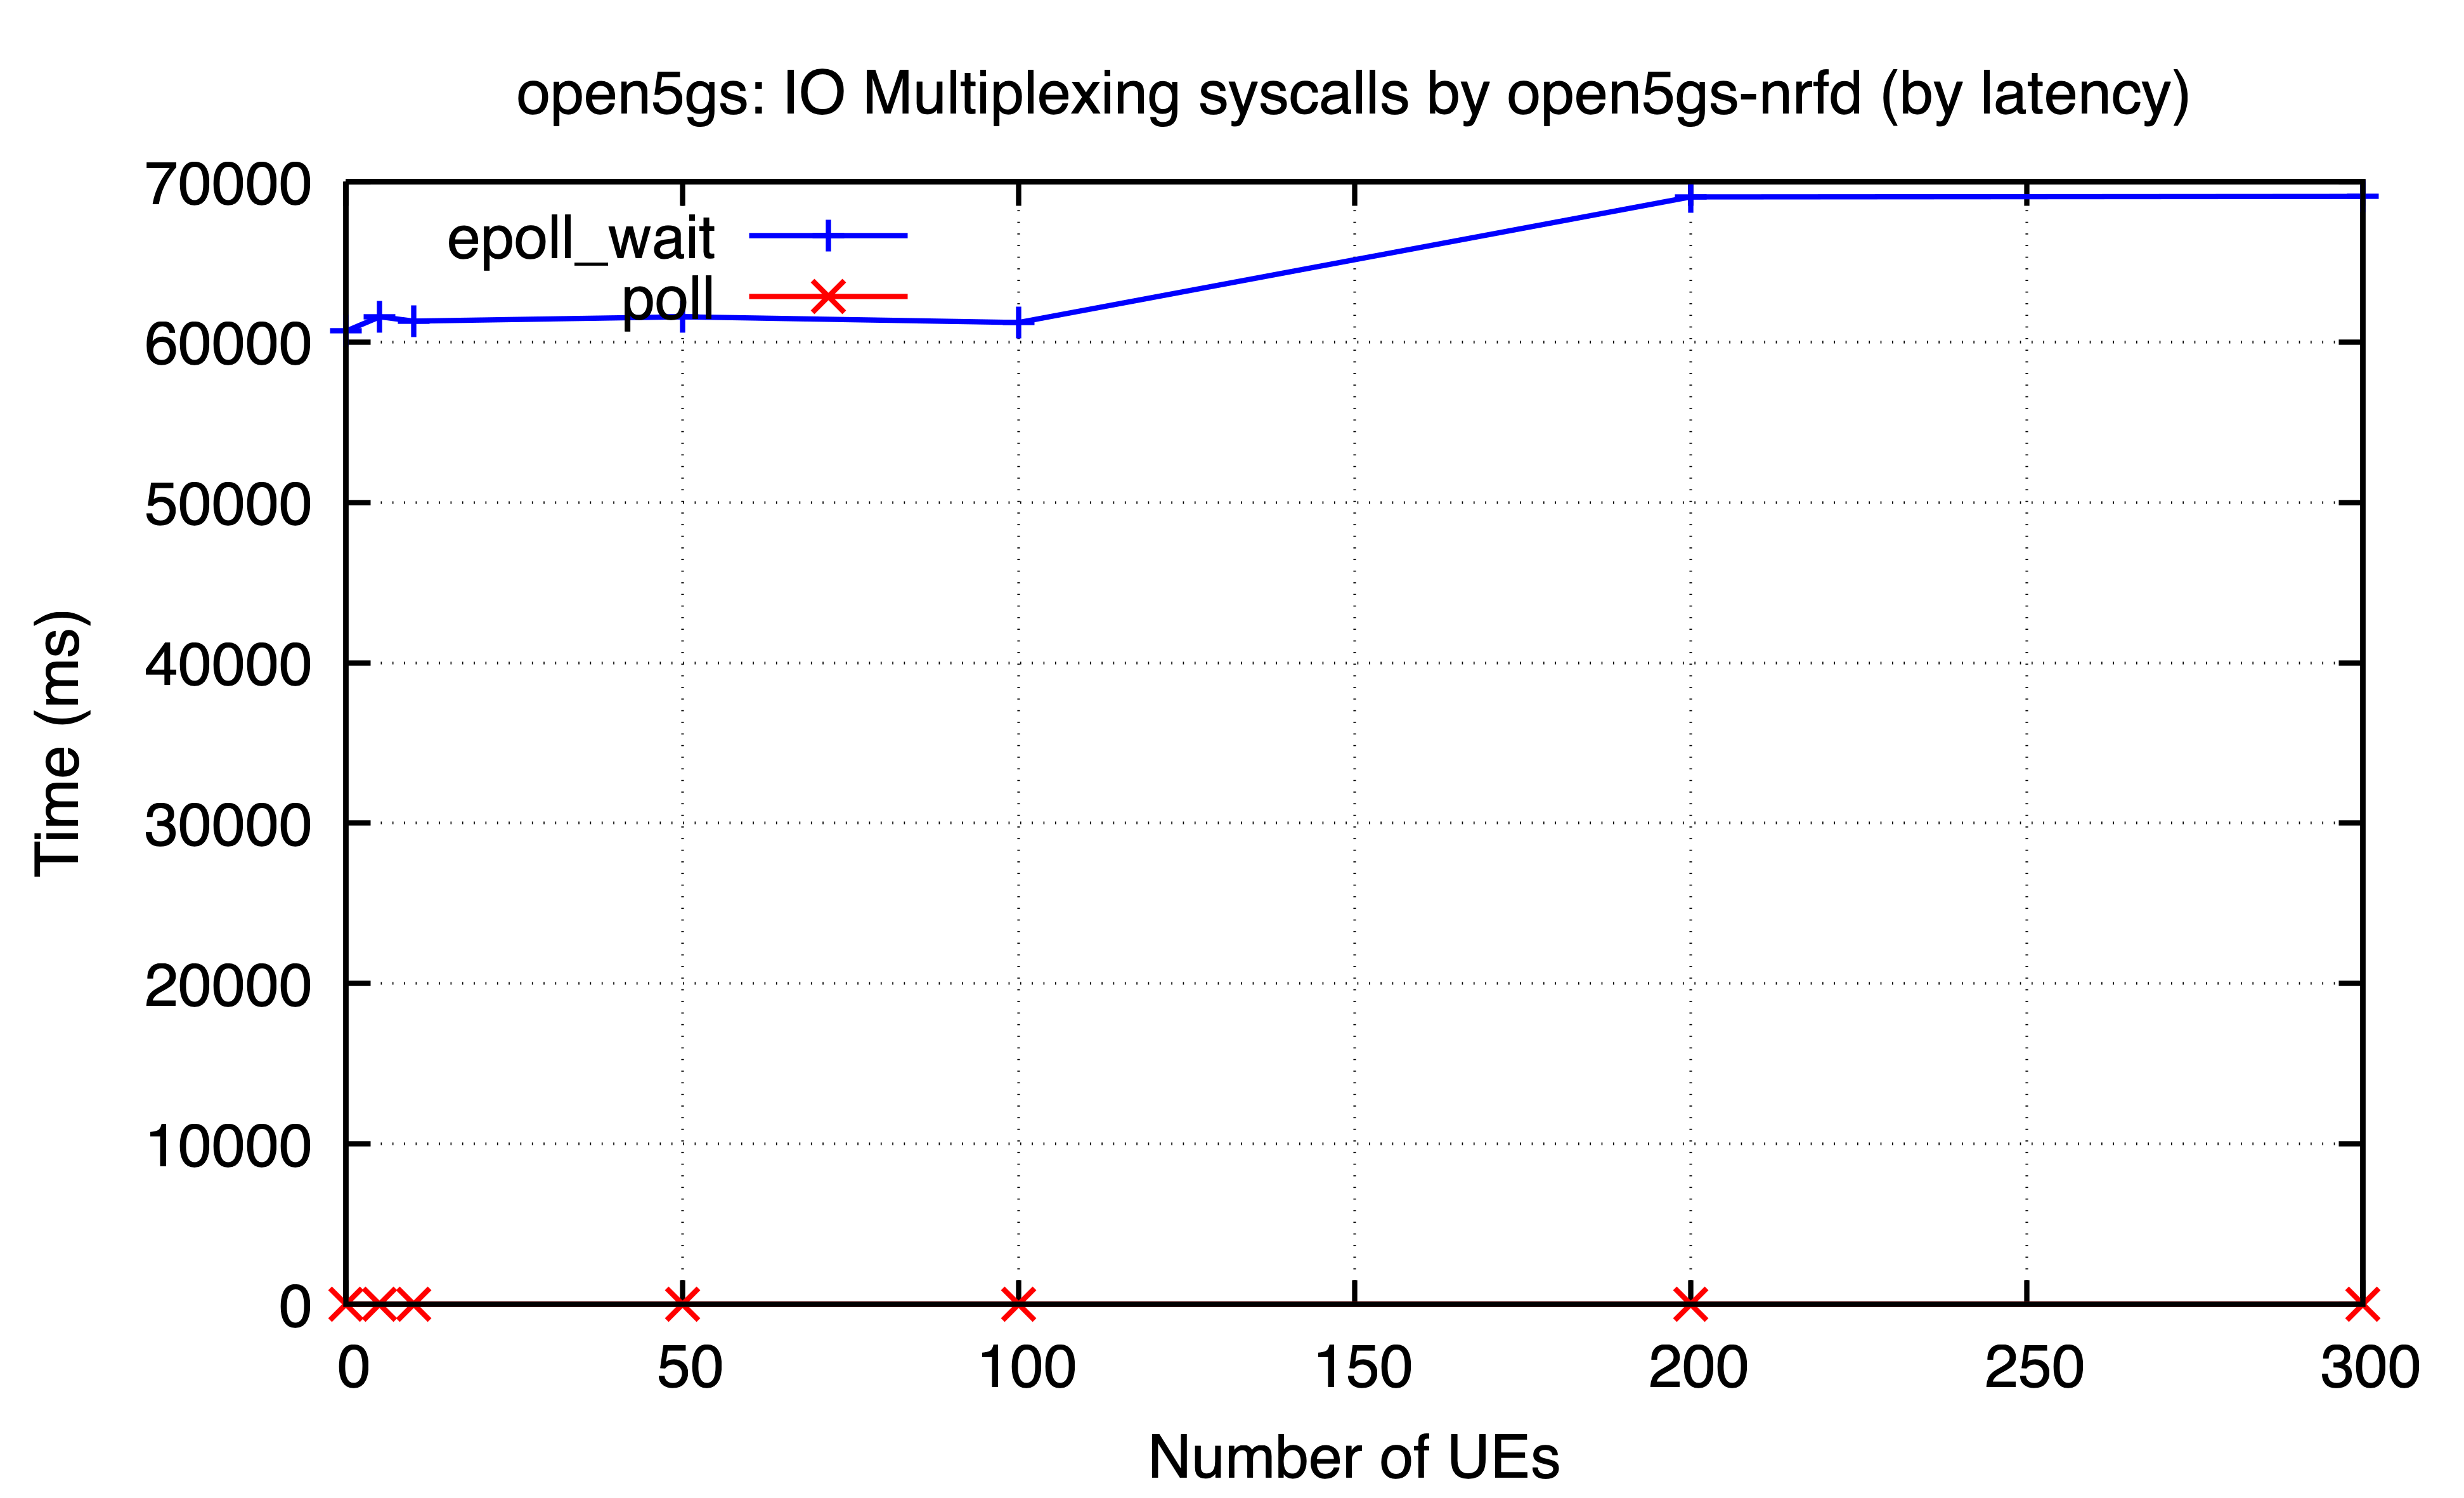 open5gs: IO Multiplexing syscalls by open5gs-nrfd (by latency)
70000
epoll_wait
poll
60000
50000
40000
30000
20000
10000
0
Time (ms)
0 50 100 150 200 250 300
Number of UEs